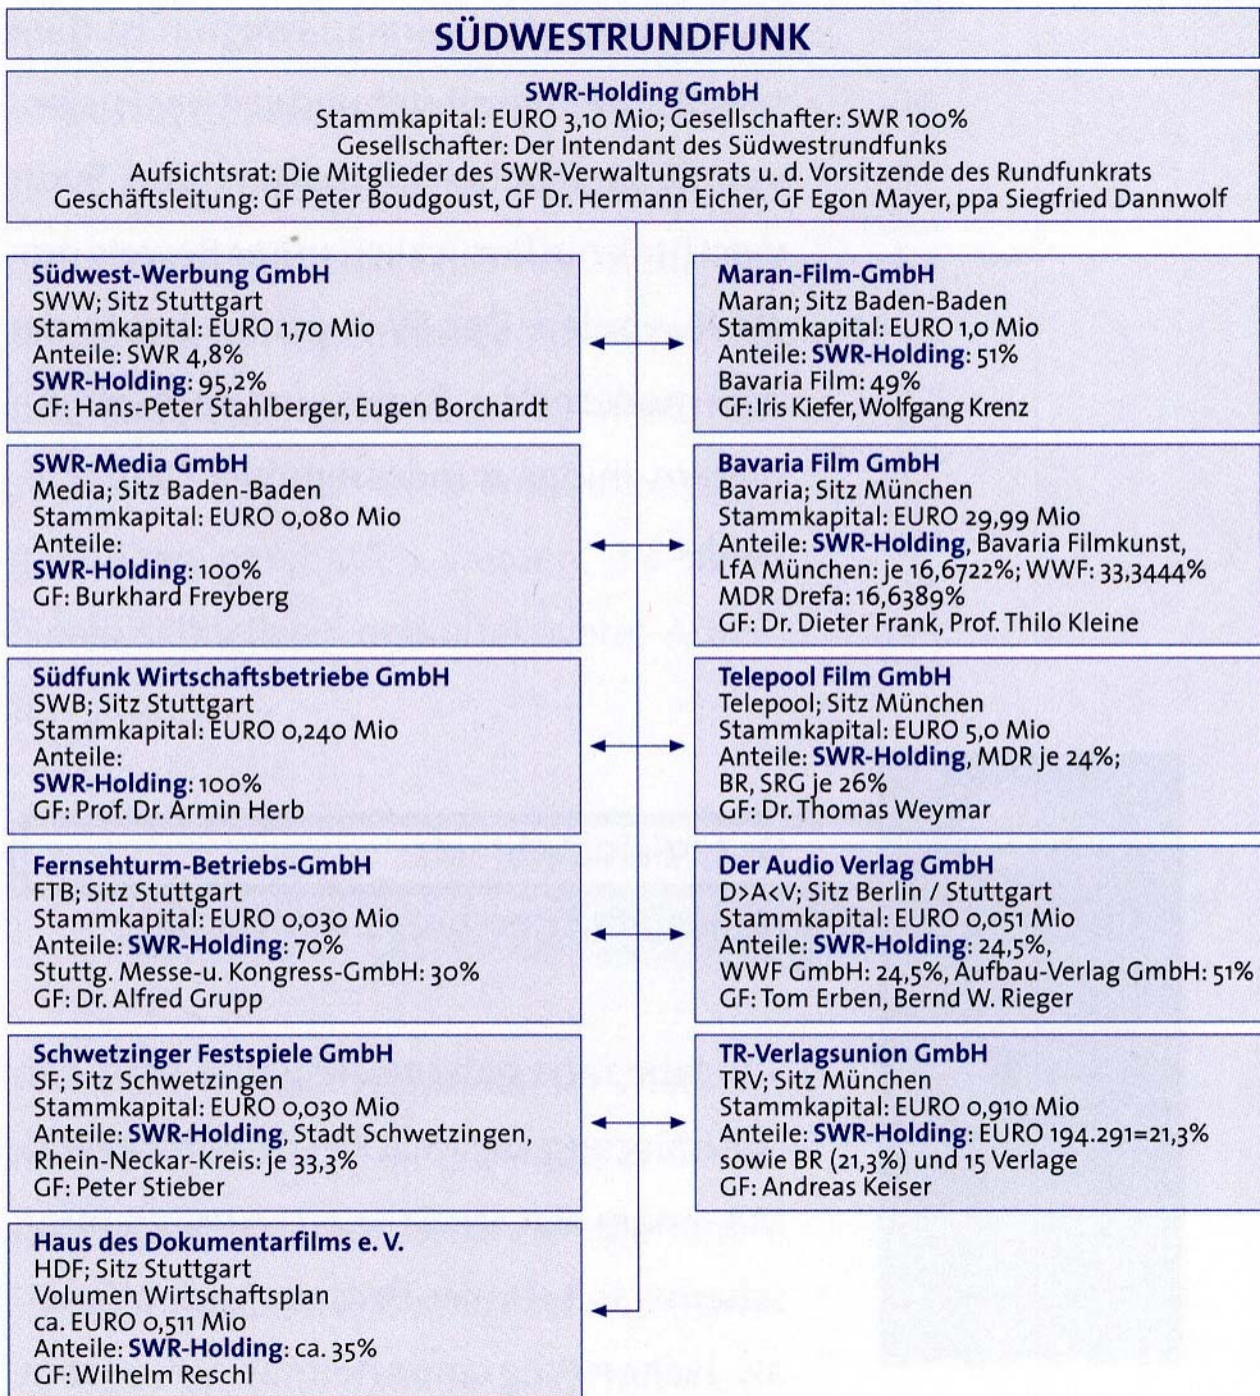 SÜDWESTRUNDFUNK
SWR-Holding GmbH
Stammkapital: EURO 3,10 Mio; Gesellschafter: SWR 100%
Gesellschafter: Der Intendant des Südwestrundfunks
Aufsichtsrat: Die Mitglieder des SWR-Verwaltungsrats u. d. Vorsitzende des Rundfunkrats
Geschäftsleitung: GF Peter Boudgoust, GF Dr. Hermann Eicher, GF Egon Mayer, ppa Siegfried Dannwolf
Südwest-Werbung GmbH
SWW; Sitz Stuttgart
Stammkapital: EURO 1,70 Mio
Anteile: SWR 4,8%
SWR-Holding: 95,2%
GF: Hans-Peter Stahlberger, Eugen Borchardt
Maran-Film-GmbH
Maran; Sitz Baden-Baden
Stammkapital: EURO 1,0 Mio
Anteile: SWR-Holding: 51%
Bavaria Film: 49%
GF: Iris Kiefer, Wolfgang Krenz
SWR-Media GmbH
Media; Sitz Baden-Baden
Stammkapital: EURO 0,080 Mio
Anteile:
SWR-Holding: 100%
GF: Burkhard Freyberg
Bavaria Film GmbH
Bavaria; Sitz München
Stammkapital: EURO 29,99 Mio
Anteile: SWR-Holding, Bavaria Filmkunst,
LfA München: je 16,6722%; WWF: 33,3444%
MDR Drefa: 16,6389%
GF: Dr. Dieter Frank, Prof. Thilo Kleine
Südfunk Wirtschaftsbetriebe GmbH
SWB; Sitz Stuttgart
Stammkapital: EURO 0,240 Mio
Anteile:
SWR-Holding: 100%
GF: Prof. Dr. Armin Herb
Telepool Film GmbH
Telepool; Sitz München
Stammkapital: EURO 5,0 Mio
Anteile: SWR-Holding, MDR je 24%;
BR, SRG je 26%
GF: Dr. Thomas Weymar
Fernsehturm-Betriebs-GmbH
FTB; Sitz Stuttgart
Stammkapital: EURO 0,030 Mio
Anteile: SWR-Holding: 70%
Stuttg. Messe-u. Kongress-GmbH: 30%
GF: Dr. Alfred Grupp
Der Audio Verlag GmbH
D>A<V; Sitz Berlin / Stuttgart
Stammkapital: EURO 0,051 Mio
Anteile: SWR-Holding: 24,5%,
WWF GmbH: 24,5%, Aufbau-Verlag GmbH: 51%
GF: Tom Erben, Bernd W. Rieger
Schwetzinger Festspiele GmbH
SF; Sitz Schwetzingen
Stammkapital: EURO 0,030 Mio
Anteile: SWR-Holding, Stadt Schwetzingen,
Rhein-Neckar-Kreis: je 33,3%
GF: Peter Stieber
TR-Verlagsunion GmbH
TRV; Sitz München
Stammkapital: EURO 0,910 Mio
Anteile: SWR-Holding: EURO 194.291=21,3%
sowie BR (21,3%) und 15 Verlage
GF: Andreas Keiser
Haus des Dokumentarfilms e. V.
HDF; Sitz Stuttgart
Volumen Wirtschaftsplan
ca. EURO 0,511 Mio
Anteile: SWR-Holding: ca. 35%
GF: Wilhelm Reschl